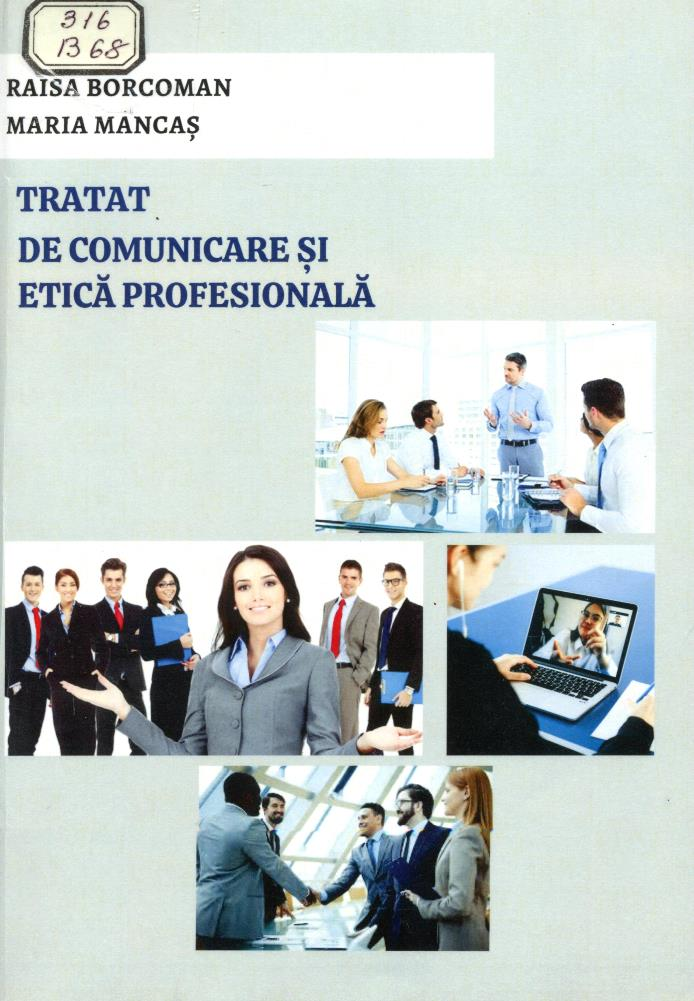 316
B 68
RAISA BORCOMAN
MARIA MANCAȘ
TRATAT
DE COMUNICARE ȘI
ETICĂ PROFESIONALĂ